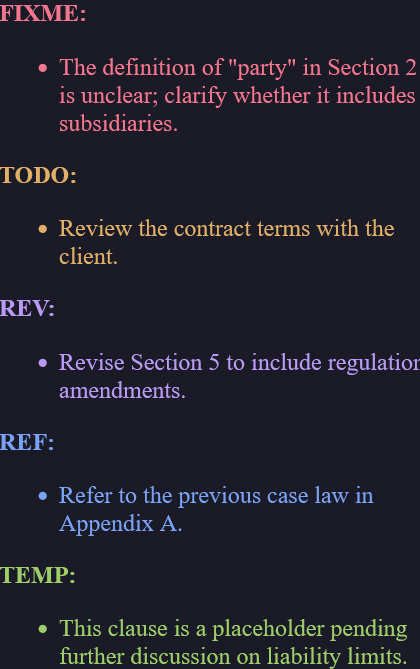 FIXME:
• The definition of "party" in Section 2
is unclear; clarify whether it includes
subsidiaries.
TODO:
• Review the contract terms with the
client.
REV:
• Revise Section 5 to include regulation
amendments.
REF:
• Refer to the previous case law in
Appendix A.
TEMP:
• This clause is a placeholder pending
further discussion on liability limits.